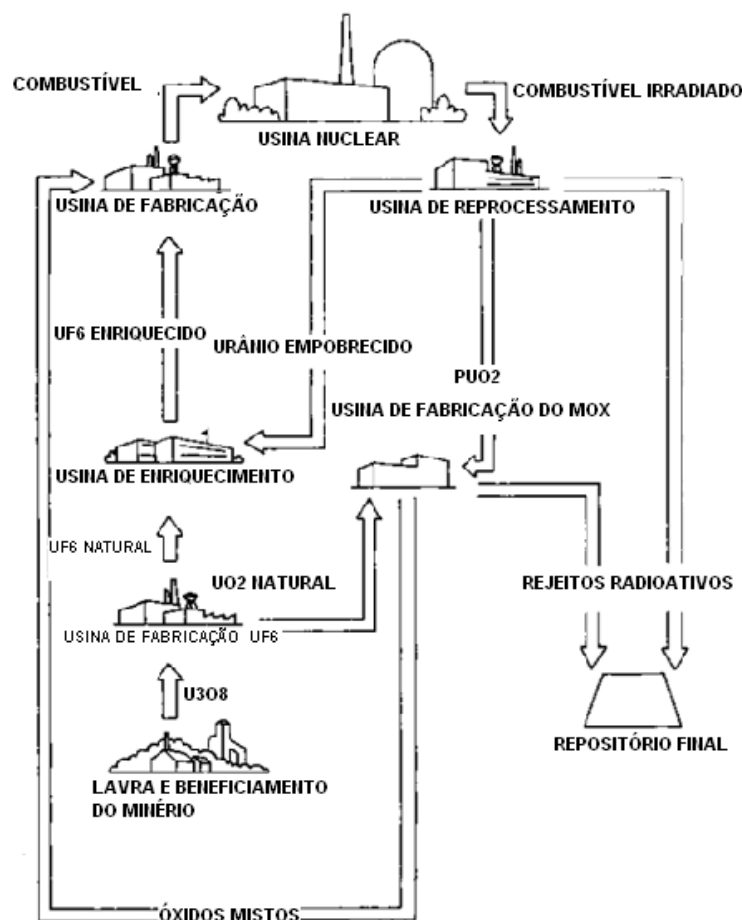 COMBUSTÍVEL
COMBUSTÍVEL IRRADIADO
USINA NUCLEAR
USINA DE FABRICAÇÃO
USINA DE REPROCESSAMENTO
UF6 ENRIQUECIDO
URÂNIO EMPOBRECIDO
PUO2
USINA DE FABRICAÇÃO DO MOX
USINA DE ENRIQUECIMENTO
UF6 NATURAL
UO2 NATURAL
REJEITOS RADIOATIVOS
USINA DE FABRICAÇÃO UF6
U3O8
REPOSITÓRIO FINAL
LAVRA E BENEFICIAMENTO
DO MINÉRIO
ÓXIDOS MISTOS